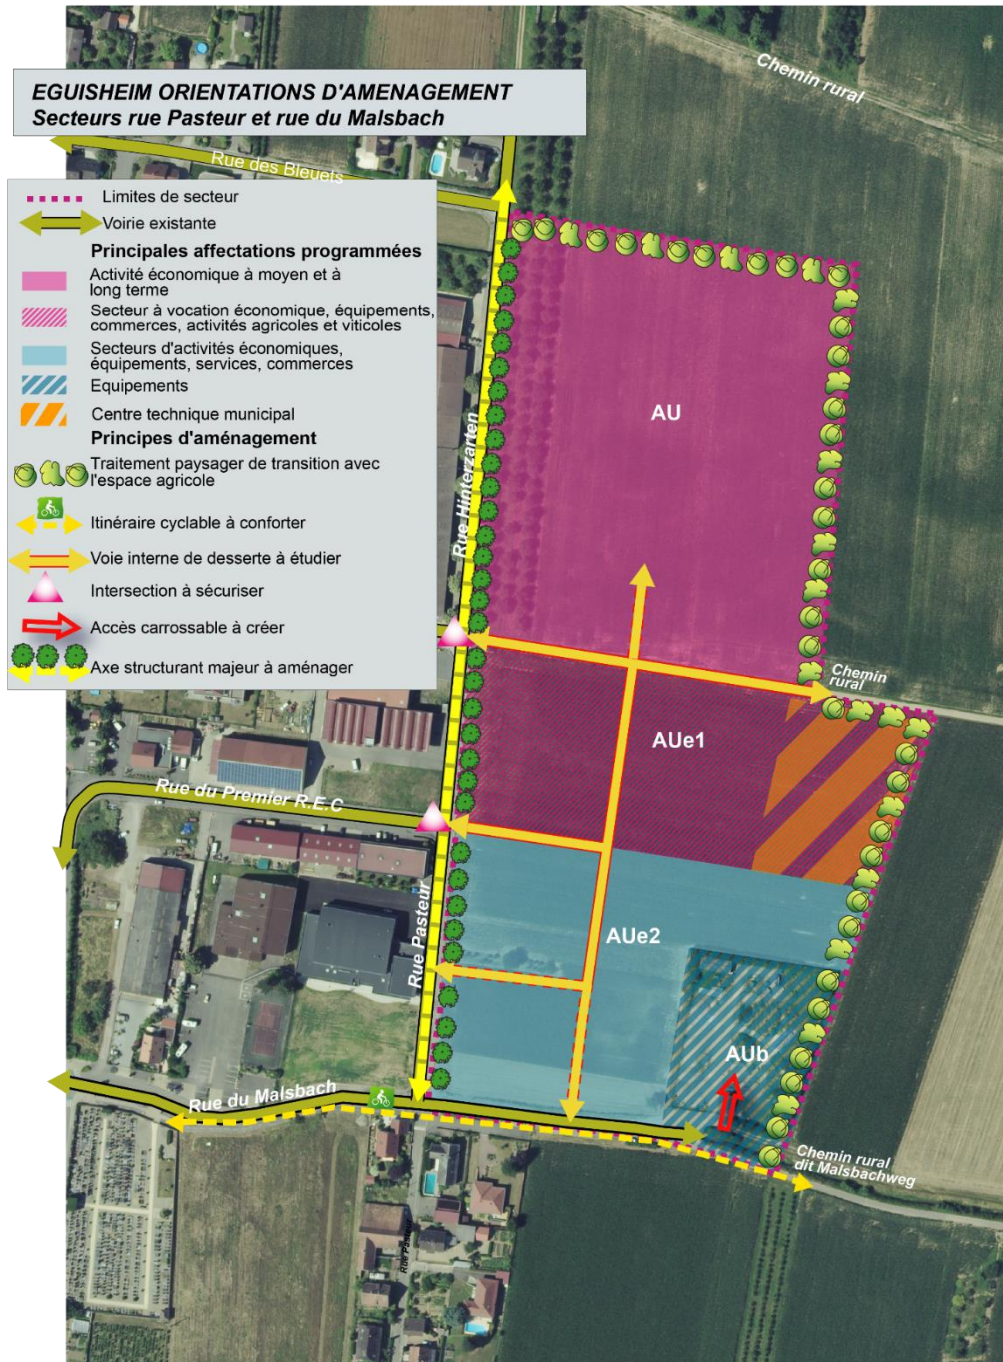 EGUISHEIM ORIENTATIONS D'AMENAGEMENT
Secteurs rue Pasteur et rue du Malsbach
Chemin rural
Rue des Bleuets
Limites de secteur
Voirie existante
Principales affectations programmées
Activité économique à moyen et à
long terme
Secteur à vocation économique, équipements,
commerces, activités agricoles et viticoles
Secteurs d'activités économiques,
équipements, services, commerces
Equipements
Centre technique municipal
Principes d'aménagement
Traitement paysager de transition avec
l'espace agricole
Itinéraire cyclable à conforter
Voie interne de desserte à étudier
Intersection à sécuriser
Accès carrossable à créer
Axe structurant majeur à aménager
Rue Hinterzarten
AU
Chemin
rural
AUe1
Rue du Premier R.E.C
Rue Pasteur
AUe2
AUb
Rue du Malsbach
Chemin rural
dit Malsbachweg
Rue Pasteur